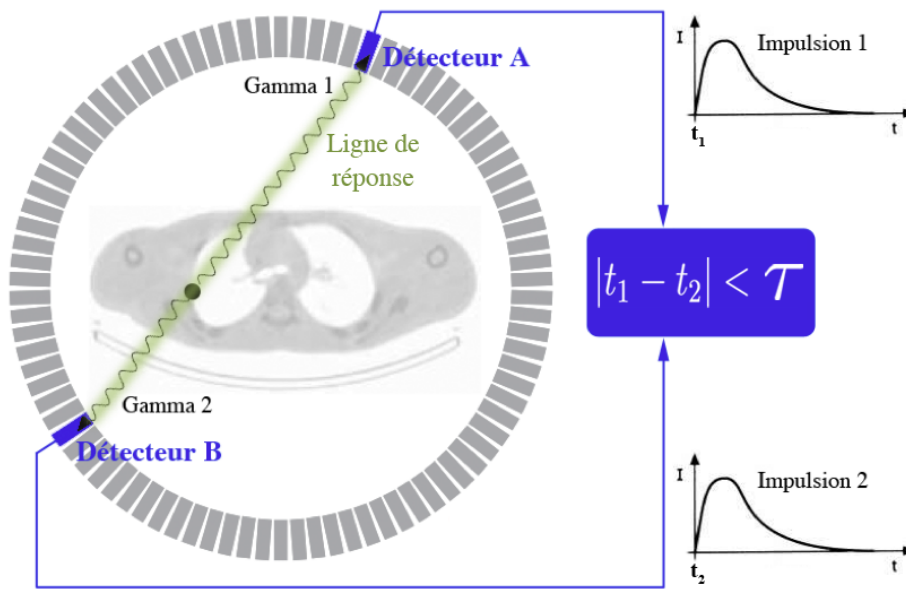 Détecteur A
Gamma 1
Ligne de
réponse
Gamma 2
Détecteur B
I
Impulsion 1
t₁
t
|t₁ − t₂| < τ
I
Impulsion 2
t₂
t